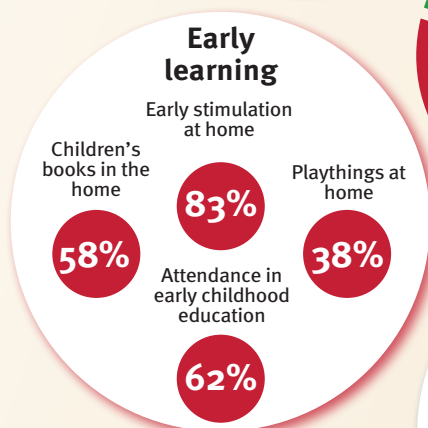 Early
learning
Early stimulation
at home
83%
Children's
books in the
home
58%
Playthings at
home
38%
Attendance in
early childhood
education
62%